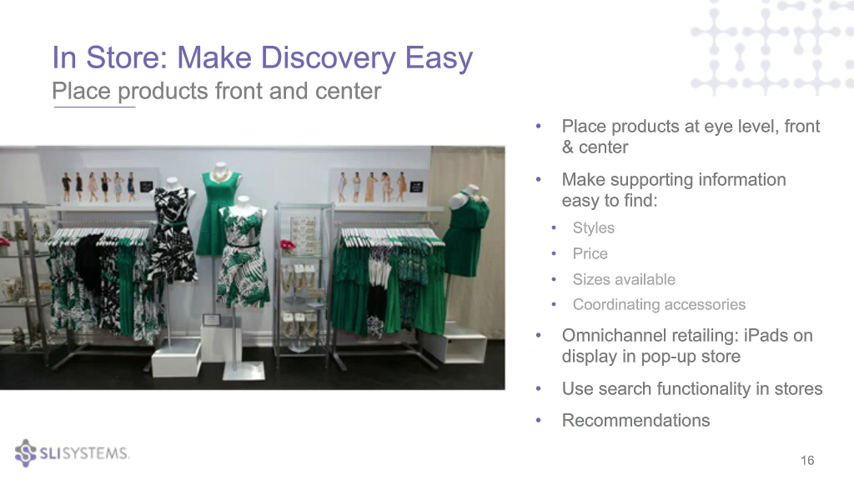 In Store: Make Discovery Easy
Place products front and center
• Place products at eye level, front
& center
• Make supporting information
easy to find:
• Styles
• Price
• Sizes available
• Coordinating accessories
• Omnichannel retailing: iPads on
display in pop-up store
• Use search functionality in stores
• Recommendations
SLISYSTEMS.
16